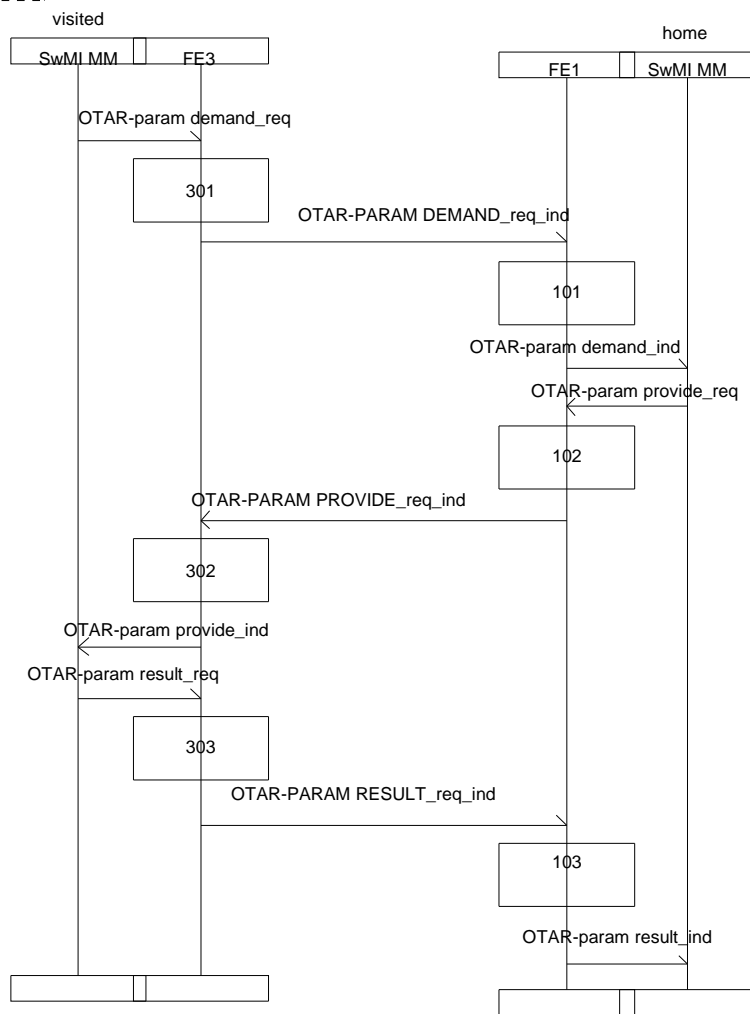 visited
home
SwMI MM
FE3
FE1
SwMI MM
OTAR-param demand_req
301
OTAR-PARAM DEMAND_req_ind
101
OTAR-param demand_ind
OTAR-param provide_req
102
OTAR-PARAM PROVIDE_req_ind
302
OTAR-param provide_ind
OTAR-param result_req
303
OTAR-PARAM RESULT_req_ind
103
OTAR-param result_ind